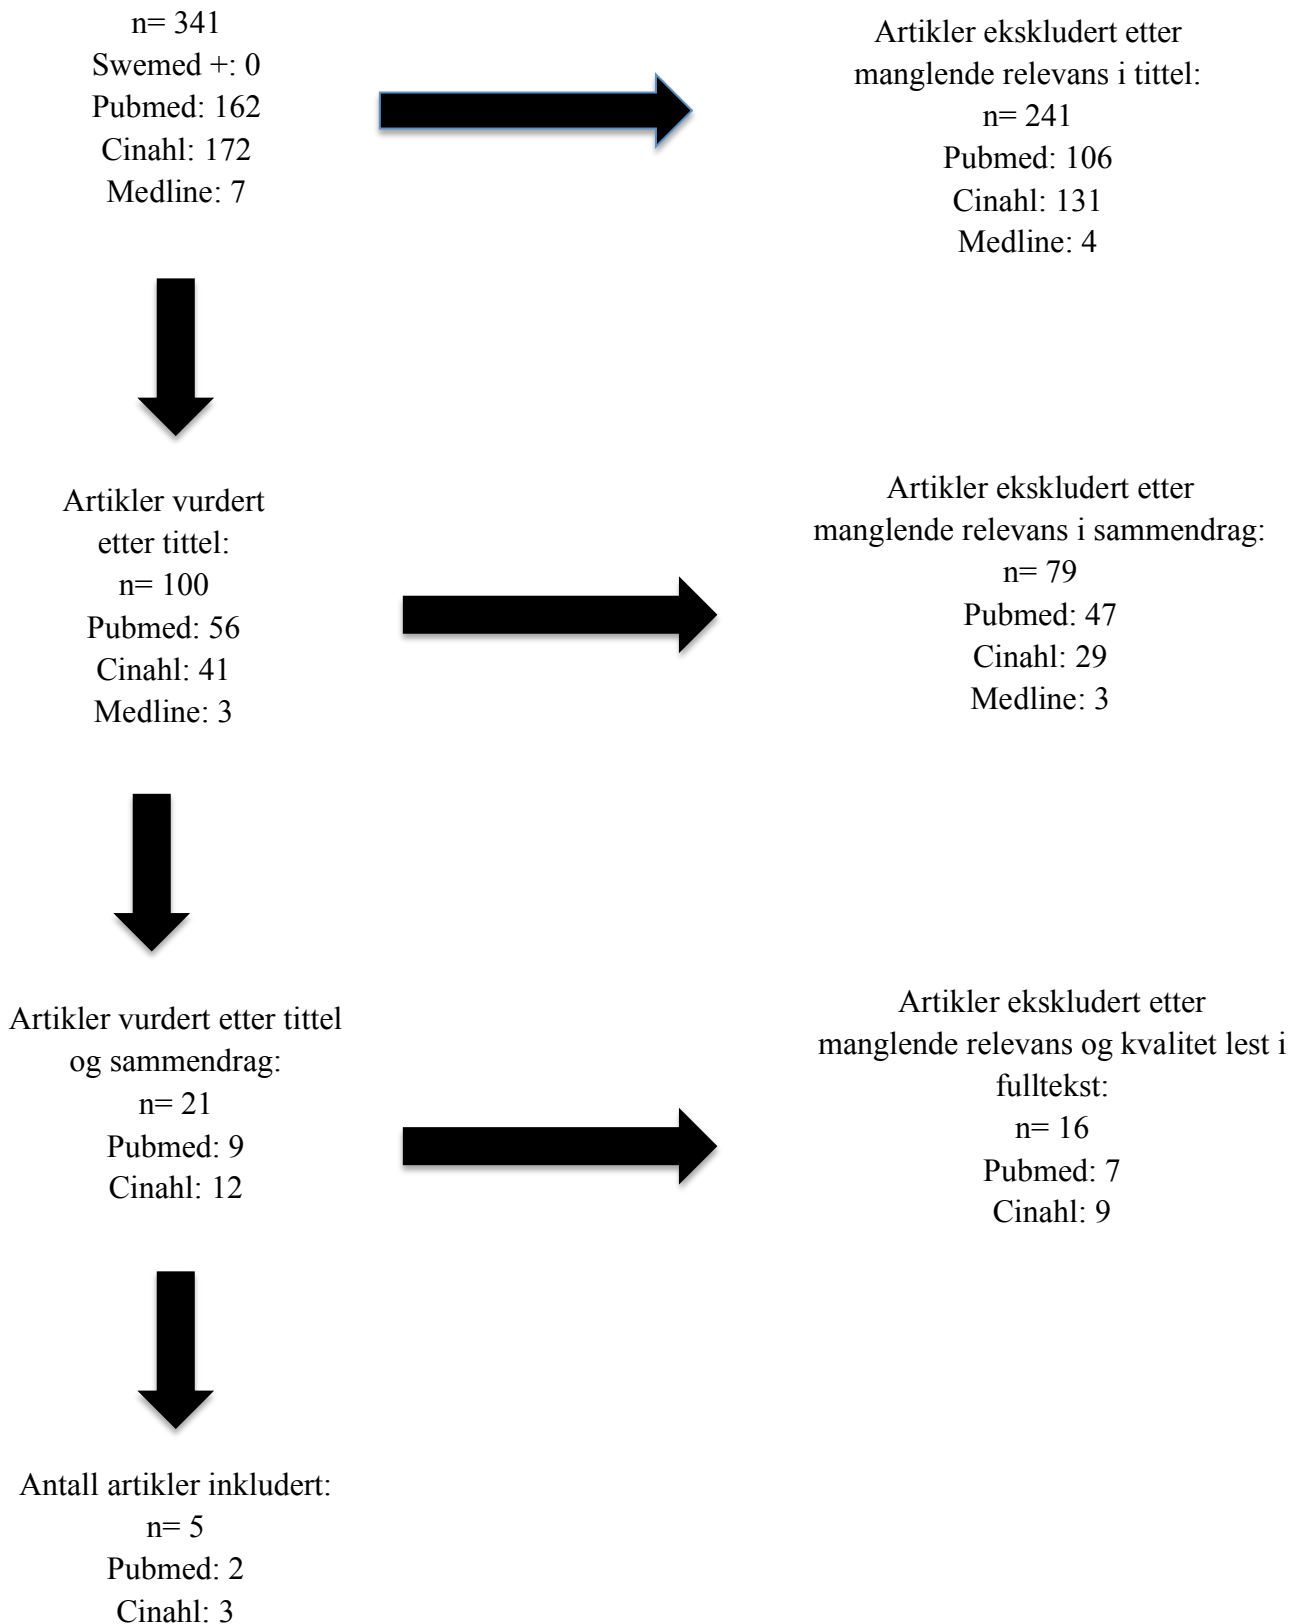 n= 341
Swemed +: 0
Pubmed: 162
Cinahl: 172
Medline: 7
Artikler ekskludert etter
manglende relevans i tittel:
n= 241
Pubmed: 106
Cinahl: 131
Medline: 4
Artikler vurdert
etter tittel:
n= 100
Pubmed: 56
Cinahl: 41
Medline: 3
Artikler ekskludert etter
manglende relevans i sammendrag:
n= 79
Pubmed: 47
Cinahl: 29
Medline: 3
Artikler vurdert etter tittel
og sammendrag:
n= 21
Pubmed: 9
Cinahl: 12
Artikler ekskludert etter
manglende relevans og kvalitet lest i
fulltekst:
n= 16
Pubmed: 7
Cinahl: 9
Antall artikler inkludert:
n= 5
Pubmed: 2
Cinahl: 3